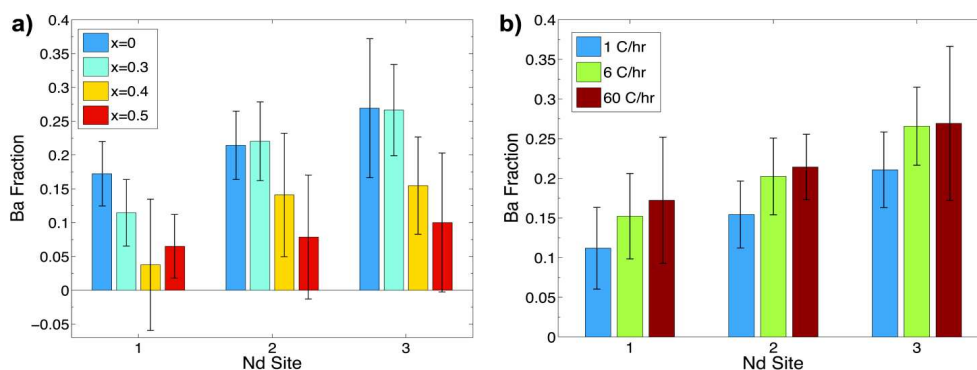 a)
0.4
0.35
0.3
0.25
0.2
0.15
0.1
0.05
0
−0.05
Ba Fraction
x=0
x=0.3
x=0.4
x=0.5
1 2 3
Nd Site
b)
0.4
0.35
0.3
0.25
0.2
0.15
0.1
0.05
0
Ba Fraction
1 C/hr
6 C/hr
60 C/hr
1 2 3
Nd Site